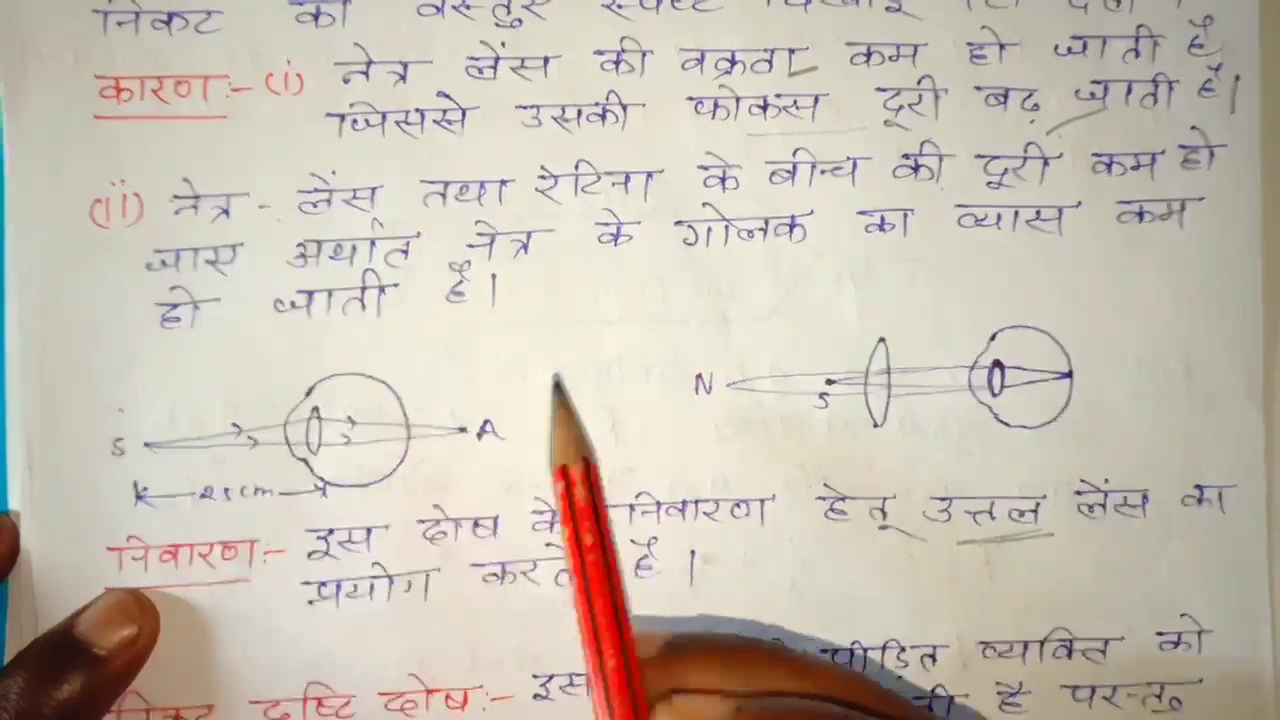 निकट की वस्तुएँ स्पष्ट दिखाई
कारण:- (i) नेत्र लेंस की वक्रता कम हो जाती है
जिससे उसकी फोकस दूरी बढ़ जाती है।
(ii) नेत्र - लेंस तथा रेटिना के बीच की दूरी कम हो
जाए अर्थात नेत्र के गोलक का व्यास कम
हो जाती है।
N S
S A
25cm
निवारण:- इस दोष के निवारण हेतू उत्तल लेंस का
प्रयोग करते है।
पीड़ित व्यक्ति को
दृष्टि दोष:- इस है परन्तु